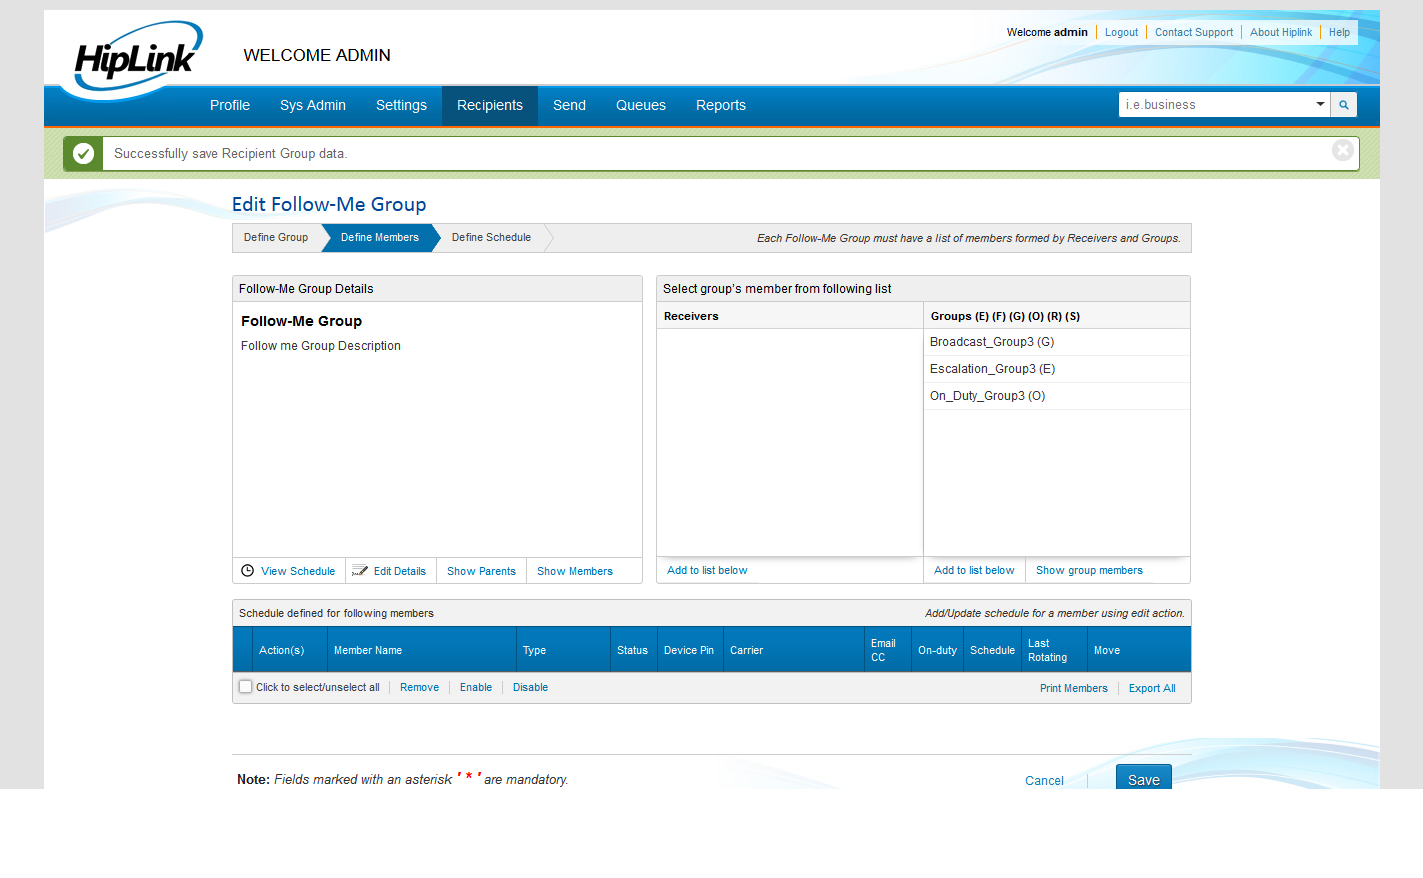 HipLink
WELCOME ADMIN
Welcome admin Logout Contact Support About Hiplink Help
Profile Sys Admin Settings Recipients Send Queues Reports
i.e.business
Successfully save Recipient Group data.
Edit Follow-Me Group
Define Group Define Members Define Schedule Each Follow-Me Group must have a list of members formed by Receivers and Groups.
Follow-Me Group Details
Follow-Me Group
Follow me Group Description
View Schedule Edit Details Show Parents Show Members
Select group's member from following list
Receivers
Add to list below
Groups (E) (F) (G) (O) (R) (S)
Broadcast_Group3 (G)
Escalation_Group3 (E)
On_Duty_Group3 (O)
Add to list below Show group members
Schedule defined for following members Add/Update schedule for a member using edit action.
Action(s) Member Name Type Status Device Pin Carrier Email CC On-duty Schedule Last Rotating Move
Click to select/unselect all Remove Enable Disable Print Members Export All
Note: Fields marked with an asterisk ' * ' are mandatory.
Cancel Save